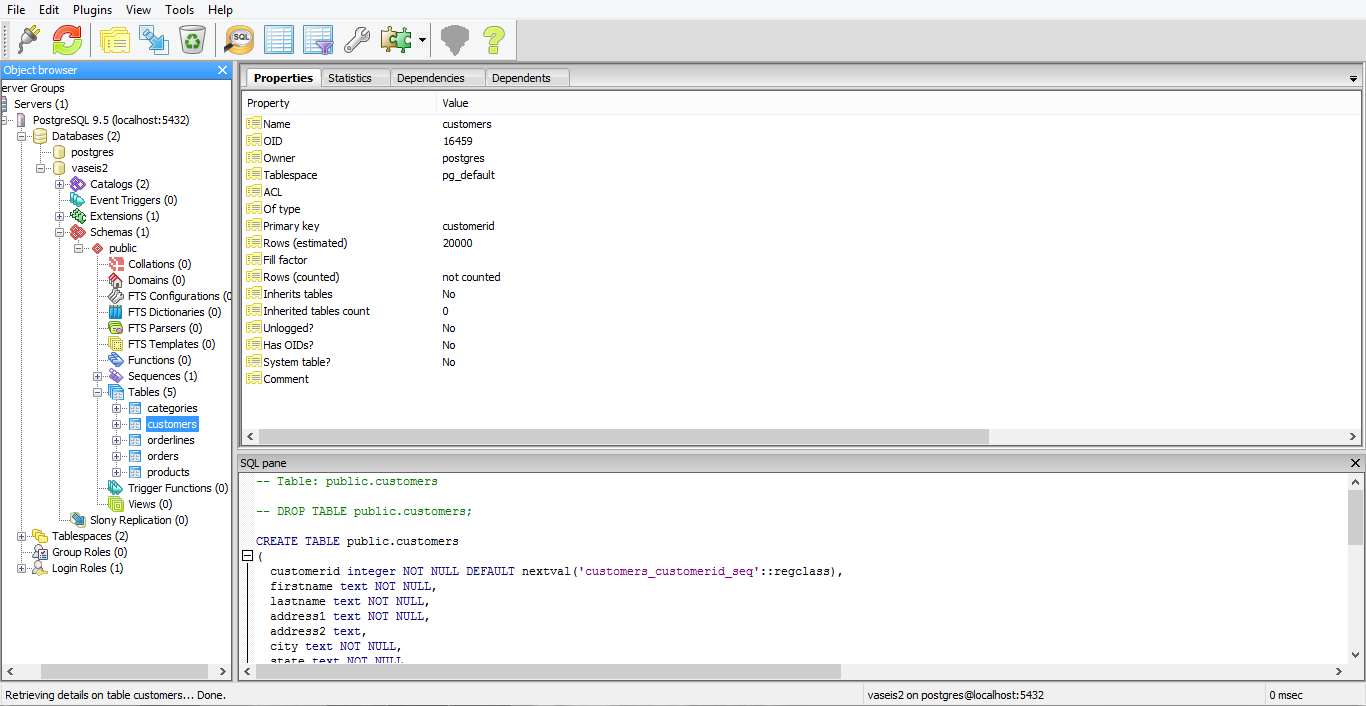 File Edit Plugins View Tools Help
SQL
Object browser
erver Groups
Servers (1)
PostgreSQL 9.5 (localhost:5432)
Databases (2)
postgres
vaseis2
Catalogs (2)
Event Triggers (0)
Extensions (1)
Schemas (1)
public
Collations (0)
Domains (0)
FTS Configurations (0
FTS Dictionaries (0)
FTS Parsers (0)
FTS Templates (0)
Functions (0)
Sequences (1)
Tables (5)
categories
customers
orderlines
orders
products
Trigger Functions (0)
Views (0)
Slony Replication (0)
Tablespaces (2)
Group Roles (0)
Login Roles (1)
Properties Statistics Dependencies Dependents
Property Value
Name customers
OID 16459
Owner postgres
Tablespace pg_default
ACL
Of type
Primary key customerid
Rows (estimated) 20000
Fill factor
Rows (counted) not counted
Inherits tables No
Inherited tables count 0
Unlogged? No
Has OIDs? No
System table? No
Comment
SQL pane
-- Table: public.customers
-- DROP TABLE public.customers;
CREATE TABLE public.customers
(
customerid integer NOT NULL DEFAULT nextval('customers_customerid_seq'::regclass),
firstname text NOT NULL,
lastname text NOT NULL,
address1 text NOT NULL,
address2 text,
city text NOT NULL,
state text NOT NULL
Retrieving details on table customers... Done. vaseis2 on postgres@localhost:5432 0 msec